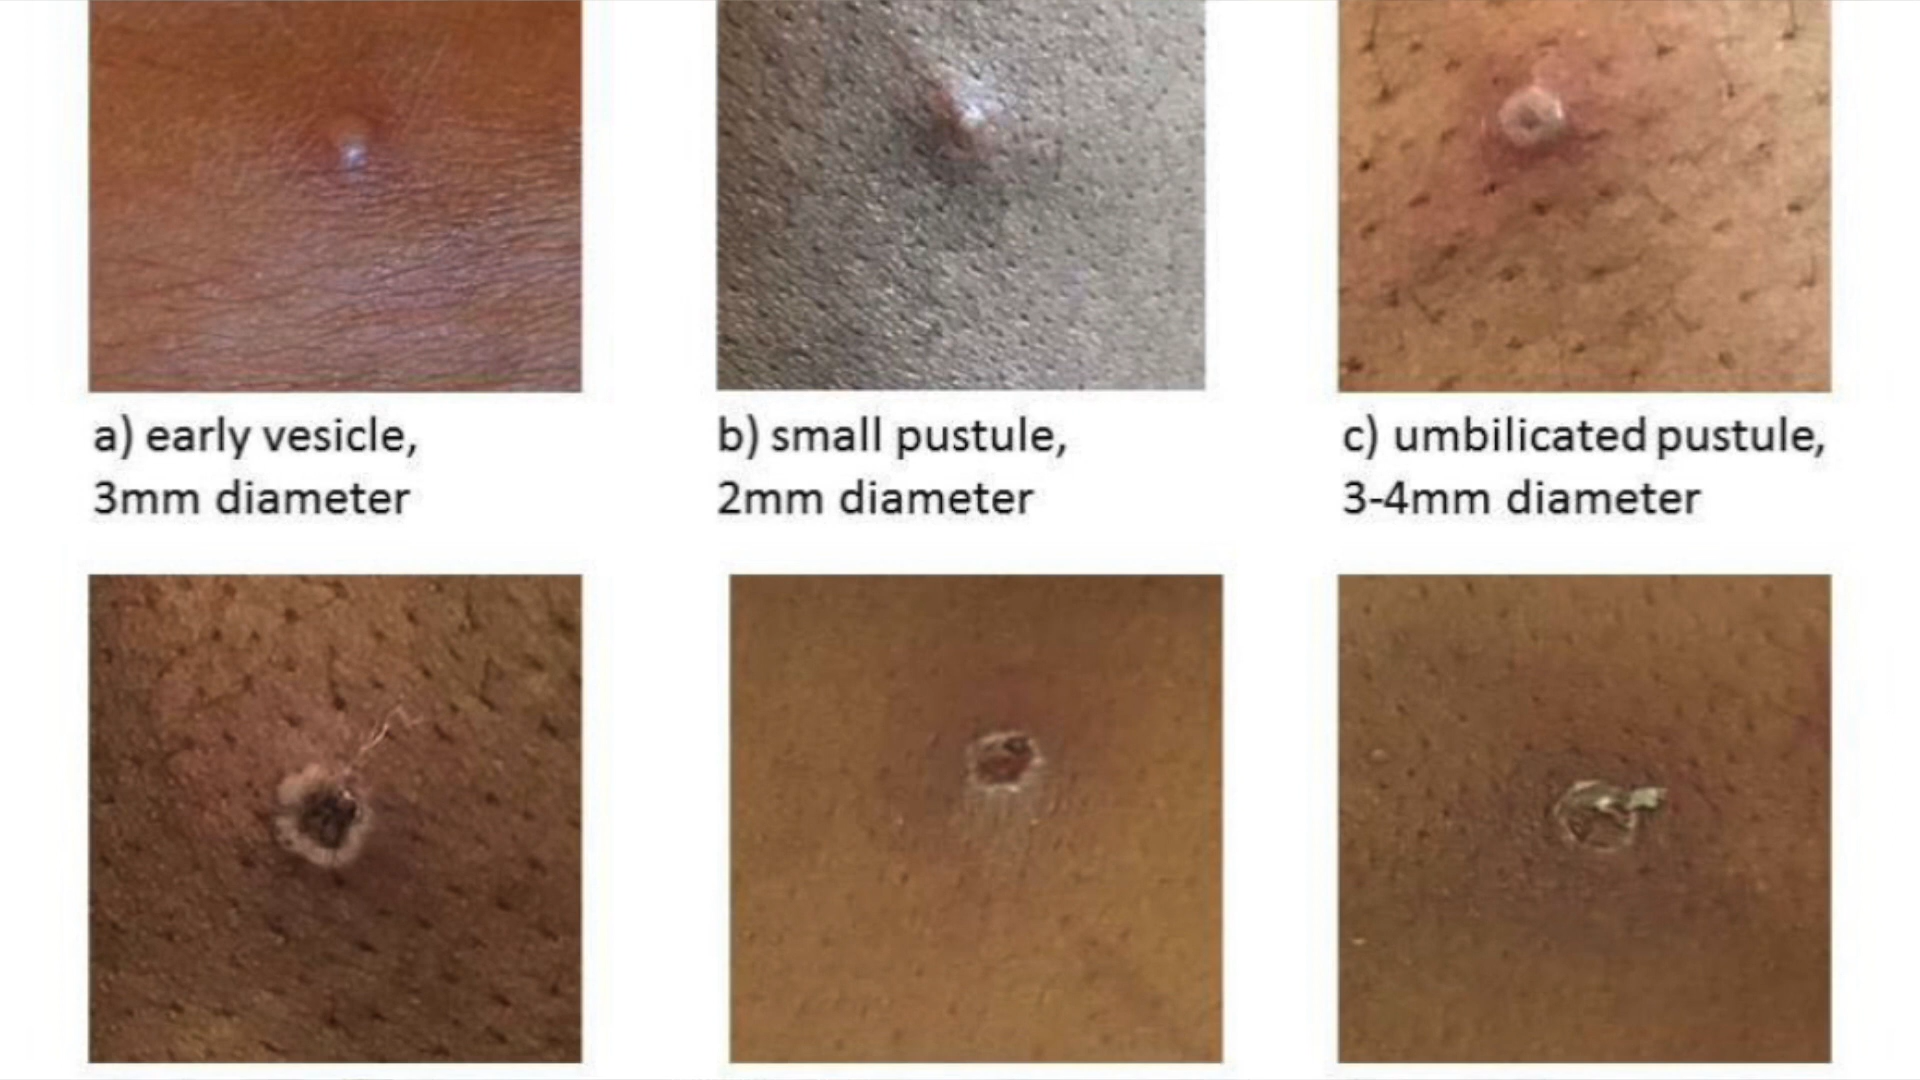 a) early vesicle,
3mm diameter
b) small pustule,
2mm diameter
c) umbilicated pustule,
3-4mm diameter